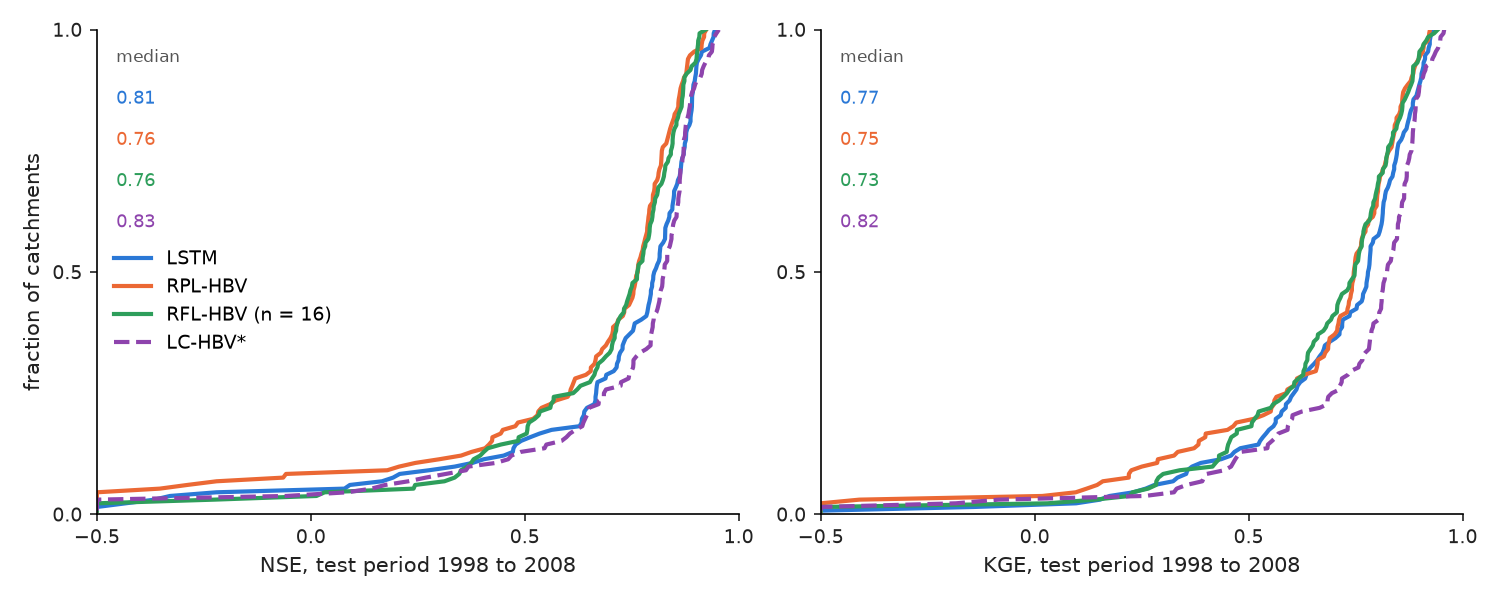 1.0
median
0.81
0.76
0.76
0.83
LSTM
RPL-HBV
RFL-HBV (n = 16)
LC-HBV*
0.5
0.0
fraction of catchments
−0.5
0.0
0.5
1.0
NSE, test period 1998 to 2008
1.0
median
0.77
0.75
0.73
0.82
0.5
0.0
−0.5
0.0
0.5
1.0
KGE, test period 1998 to 2008